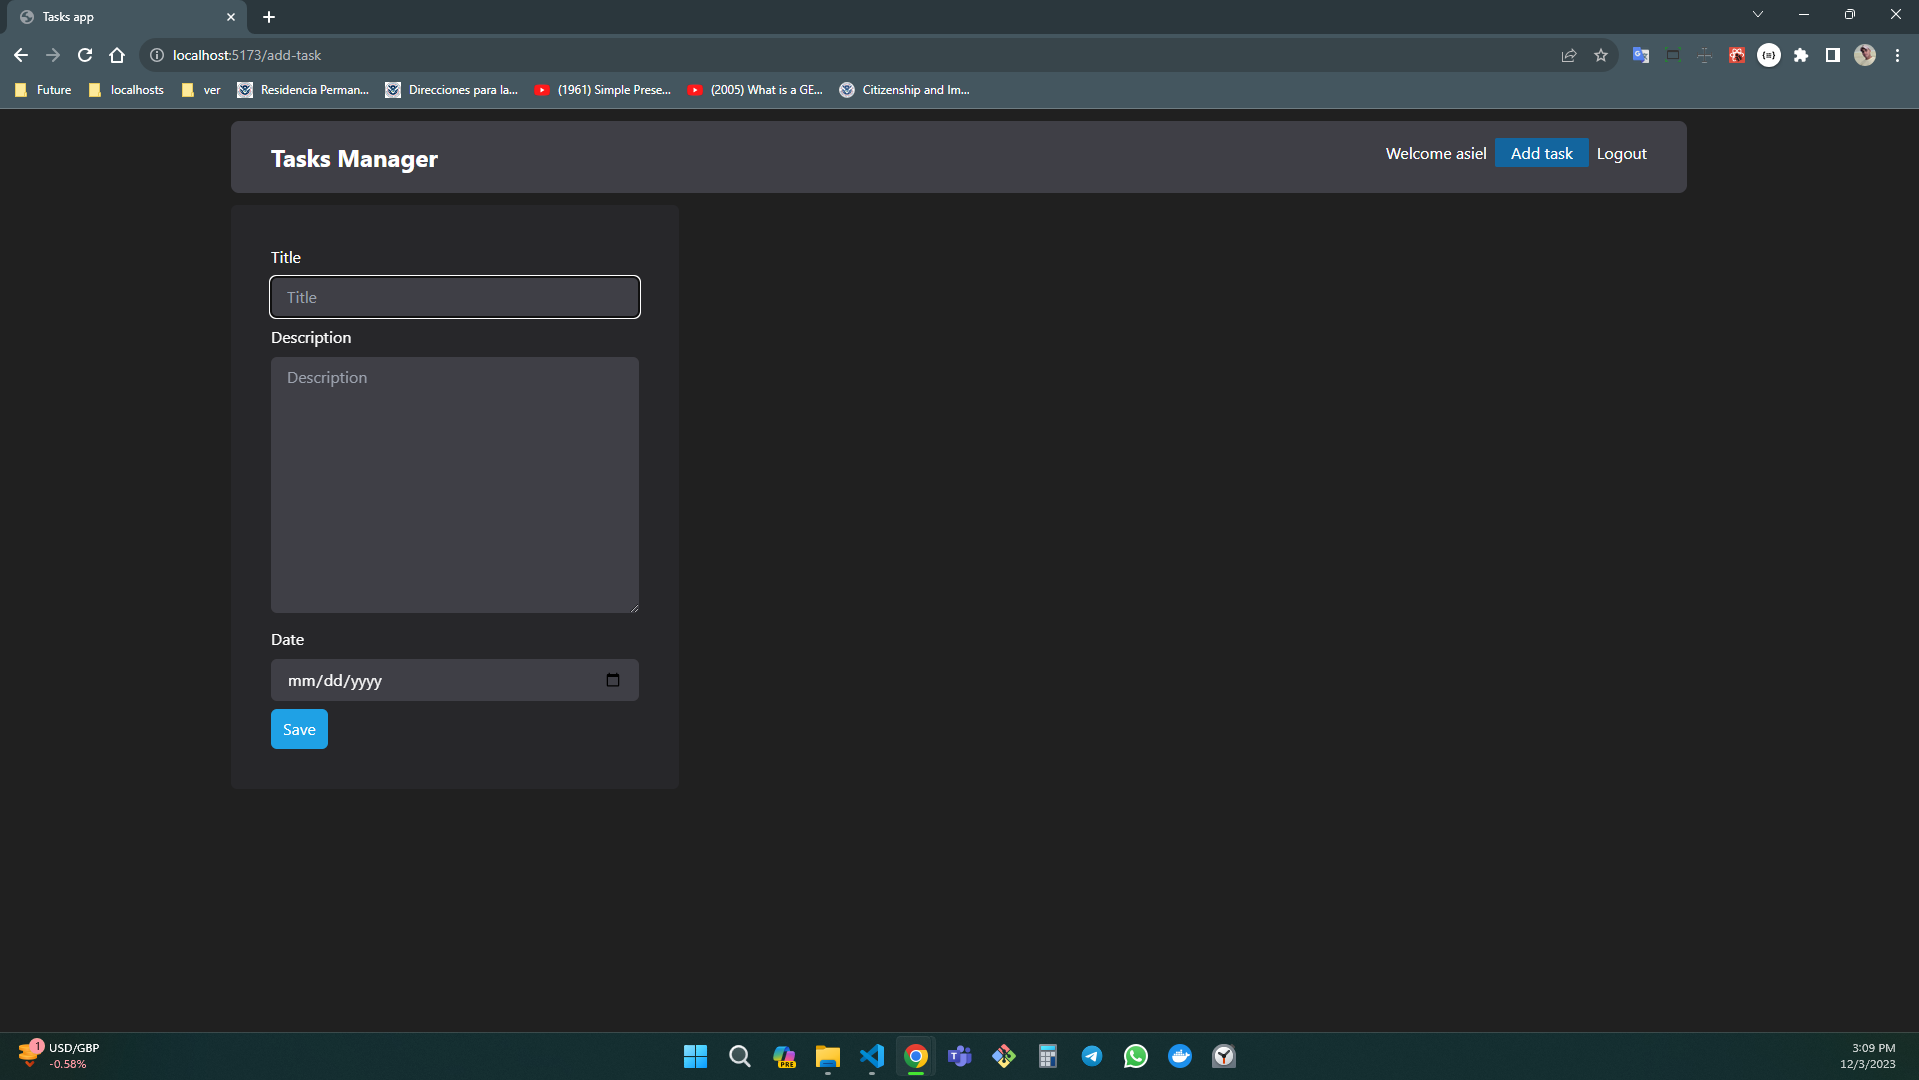 Tasks app
localhost:5173/add-task
Future
localhosts
ver
Residencia Perman...
Direcciones para la...
(1961) Simple Prese...
(2005) What is a GE...
Citizenship and Im...
Tasks Manager
Welcome asiel
Add task
Logout
Title
Title
Description
Description
Date
mm/dd/yyyy
Save
1
USD/GBP
-0.58%
PRE
3:09 PM
12/3/2023